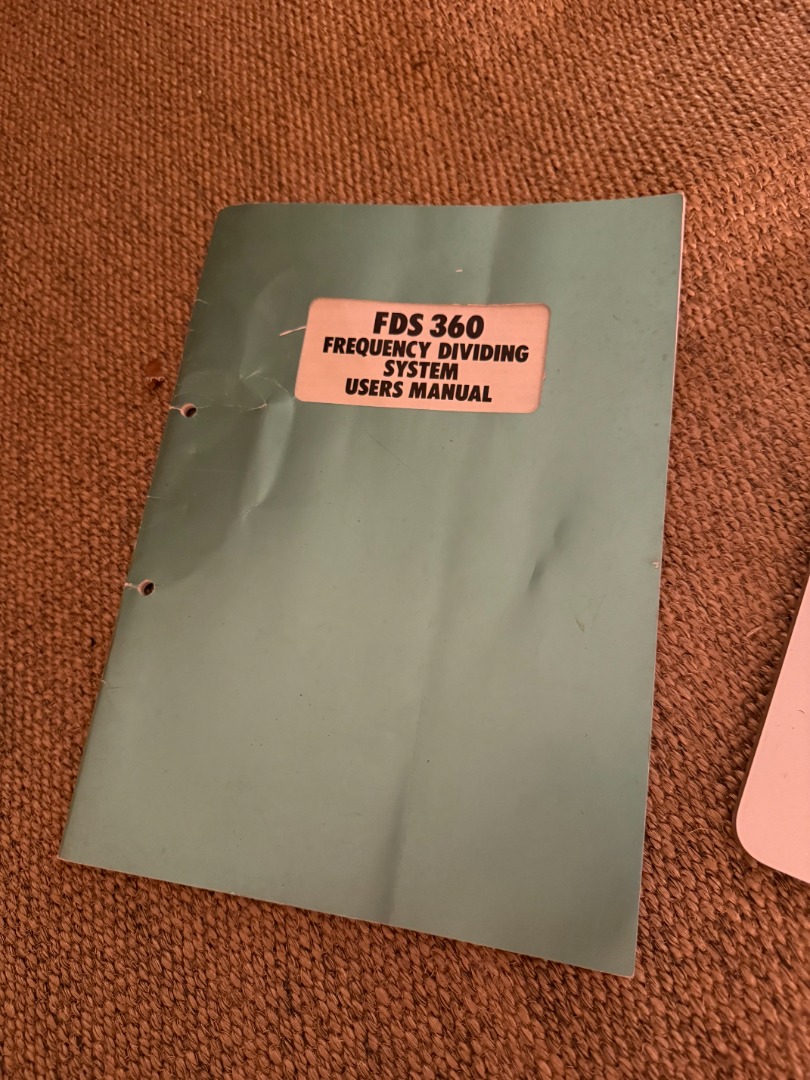 FDS 360
FREQUENCY DIVIDING
SYSTEM
USERS MANUAL